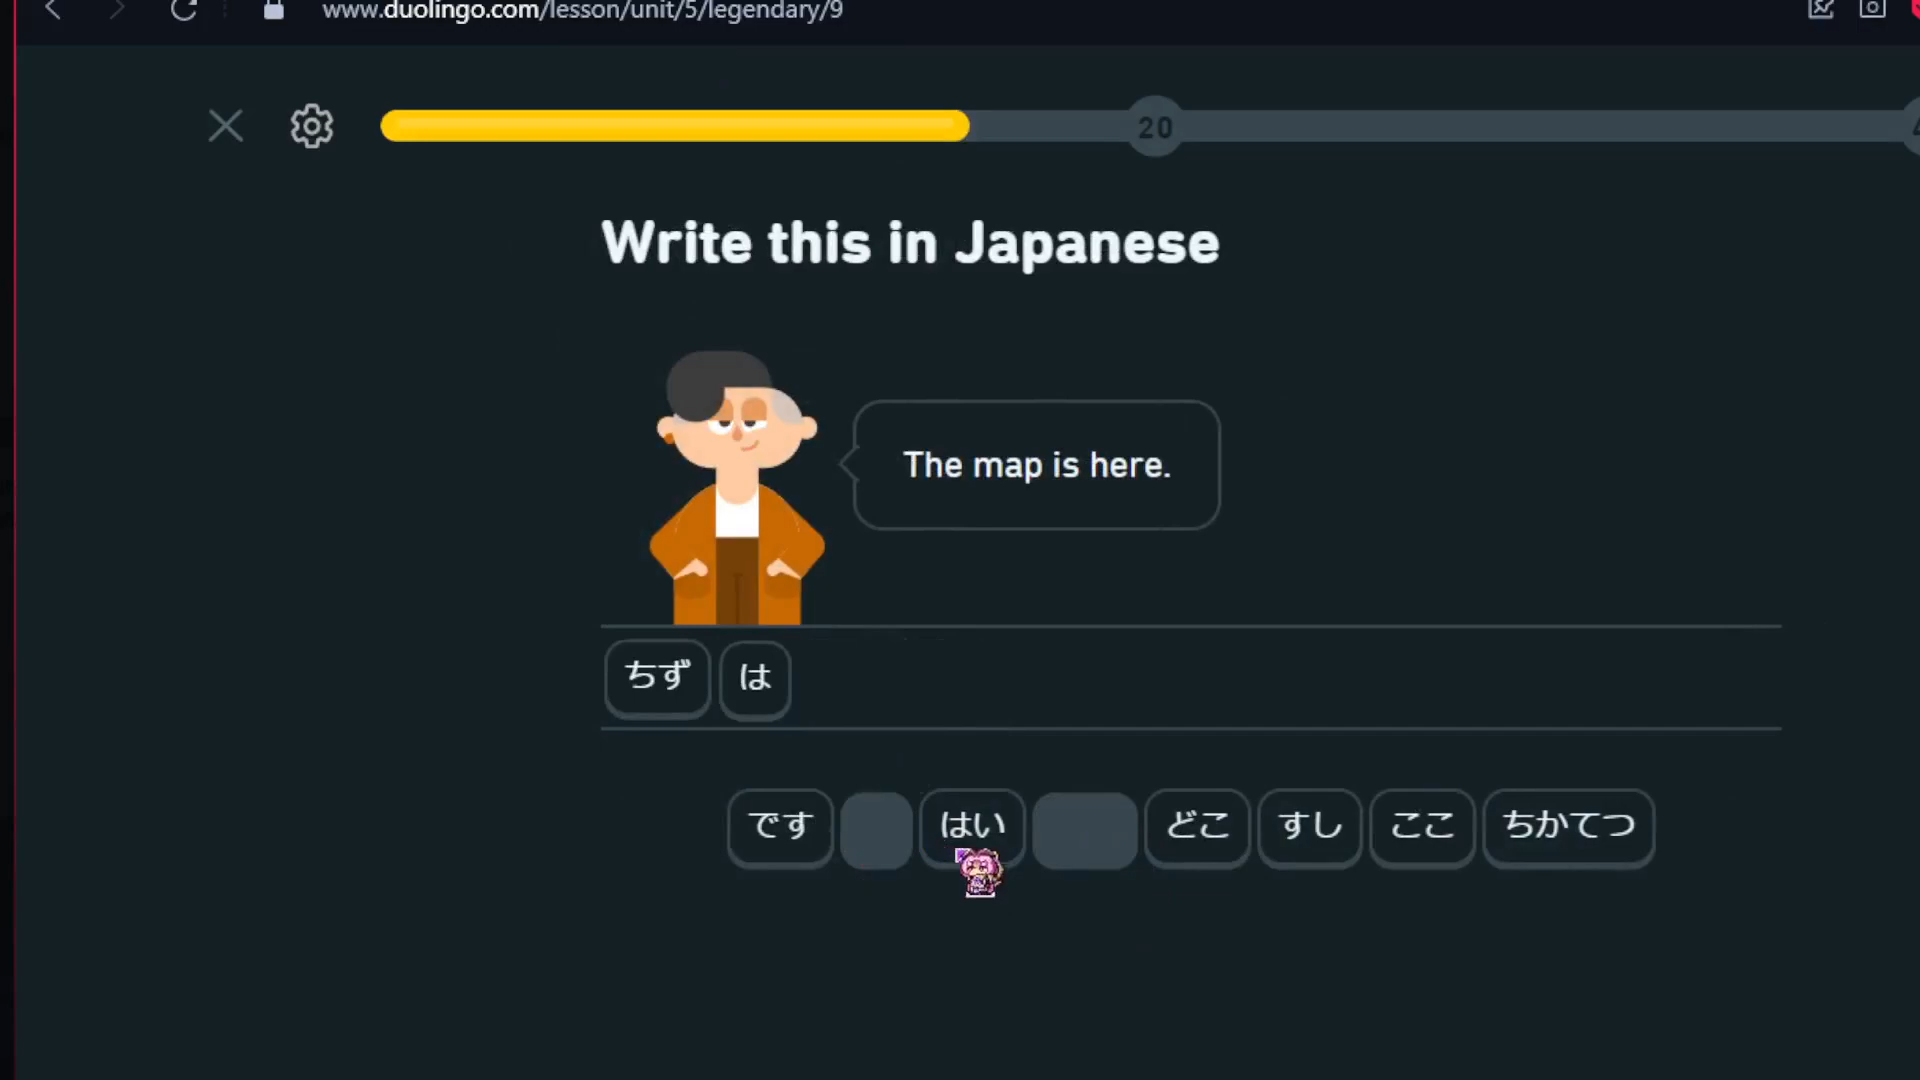 www.duolingo.com/lesson/unit/5/legendary/9
20
Write this in Japanese
The map is here.
ちず は
です はい どこ すし ここ ちかてつ